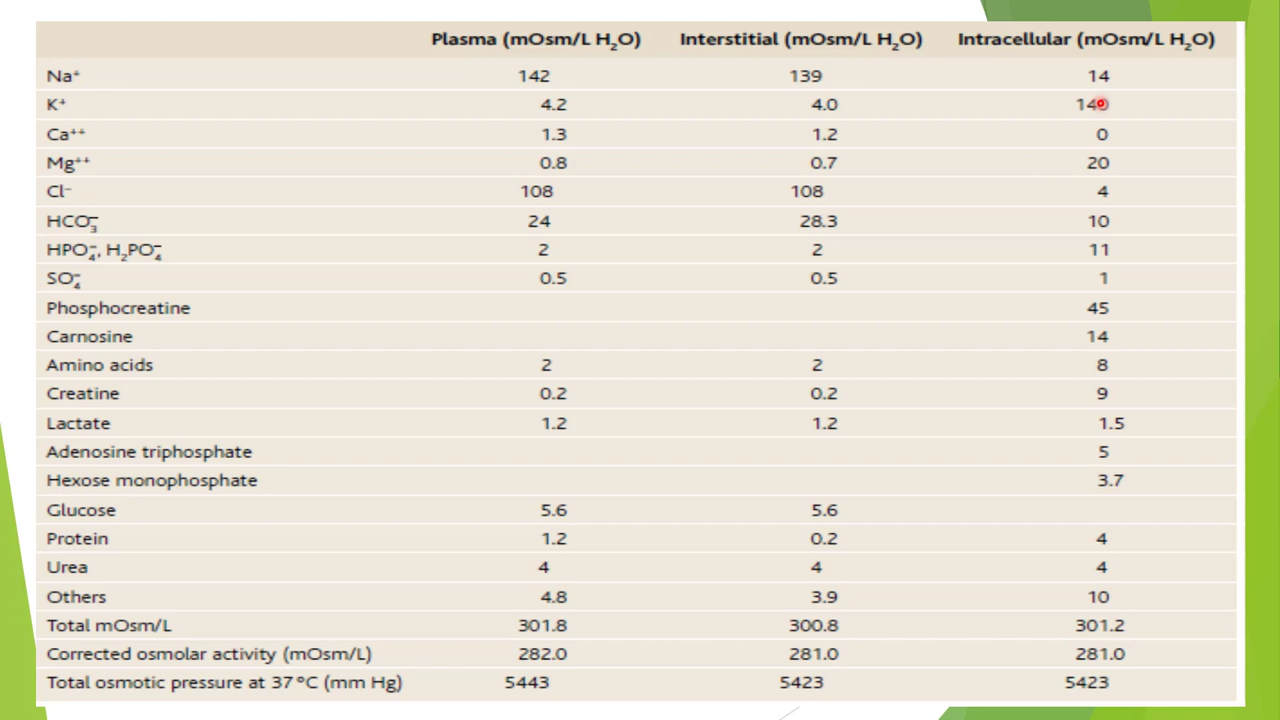 Plasma (mOsm/L H₂O) Interstitial (mOsm/L H₂O) Intracellular (mOsm/L H₂O)
Na⁺ 142 139 14
K⁺ 4.2 4.0 140
Ca⁺⁺ 1.3 1.2 0
Mg⁺⁺ 0.8 0.7 20
Cl⁻ 108 108 4
HCO₃⁻ 24 28.3 10
HPO₄⁻, H₂PO₄⁻ 2 2 11
SO₄⁻ 0.5 0.5 1
Phosphocreatine 45
Carnosine 14
Amino acids 2 2 8
Creatine 0.2 0.2 9
Lactate 1.2 1.2 1.5
Adenosine triphosphate 5
Hexose monophosphate 3.7
Glucose 5.6 5.6
Protein 1.2 0.2 4
Urea 4 4 4
Others 4.8 3.9 10
Total mOsm/L 301.8 300.8 301.2
Corrected osmolar activity (mOsm/L) 282.0 281.0 281.0
Total osmotic pressure at 37°C (mm Hg) 5443 5423 5423